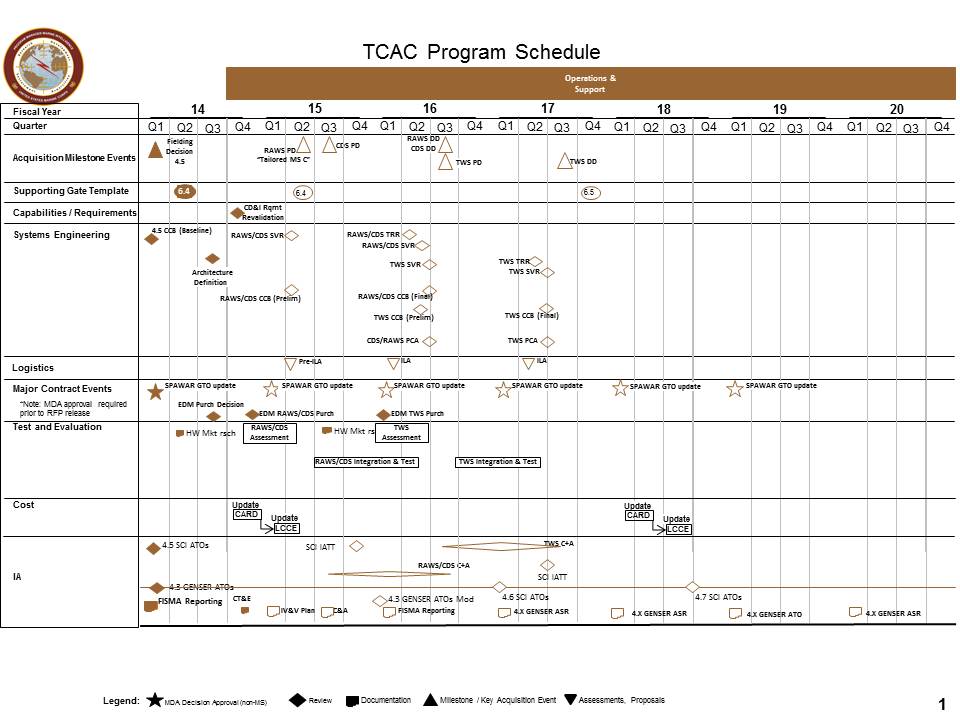 TCAC Program Schedule
Operations &
Support
Fiscal Year 14 15 16 17 18 19 20
Quarter Q1 Q2 Q3 Q4 Q1 Q2 Q3 Q4 Q1 Q2 Q3 Q4 Q1 Q2 Q3 Q4 Q1 Q2 Q3 Q4 Q1 Q2 Q3 Q4 Q1 Q2 Q3 Q4
Acquisition Milestone Events
Fielding
Decision
4.5
RAWS PD
"Tailored MS C"
CDS PD
RAWS DD
CDS DD
TWS PD
TWS DD
Supporting Gate Template
6.4
6.4
6.5
Capabilities / Requirements
CD&I Rqmt
Revalidation
Systems Engineering
4.5 CCB (Baseline)
Architecture
Definition
RAWS/CDS SVR
RAWS/CDS CCB (Prelim)
RAWS/CDS TRR
RAWS/CDS SVR
TWS SVR
RAWS/CDS CCB (Final)
TWS CCB (Prelim)
CDS/RAWS PCA
TWS TRR
TWS SVR
TWS CCB (Final)
TWS PCA
Logistics
Pre-ILA
ILA
ILA
Major Contract Events
*Note: MDA approval required
prior to RFP release
SPAWAR GTO update
SPAWAR GTO update
SPAWAR GTO update
SPAWAR GTO update
SPAWAR GTO update
SPAWAR GTO update
EDM Purch Decision
EDM RAWS/CDS Purch
EDM TWS Purch
Test and Evaluation
HW Mkt rsch
RAWS/CDS
Assessment
HW Mkt rs
TWS
Assessment
RAWS/CDS Integration & Test
TWS Integration & Test
Cost
Update
CARD
Update
LCCE
Update
CARD
Update
LCCE
IA
4.5 SCI ATOs
SCI IATT
TWS C+A
RAWS/CDS C+A
SCI IATT
4.3 GENSER ATOs
4.3 GENSER ATOs Mod
4.6 SCI ATOs
4.7 SCI ATOs
FISMA Reporting
CT&E
IV&V Plan
C&A
FISMA Reporting
4.X GENSER ASR
4.X GENSER ASR
4.X GENSER ATO
4.X GENSER ASR
Legend: MDA Decision Approval (non-MS) Review Documentation Milestone / Key Acquisition Event Assessments, Proposals
1